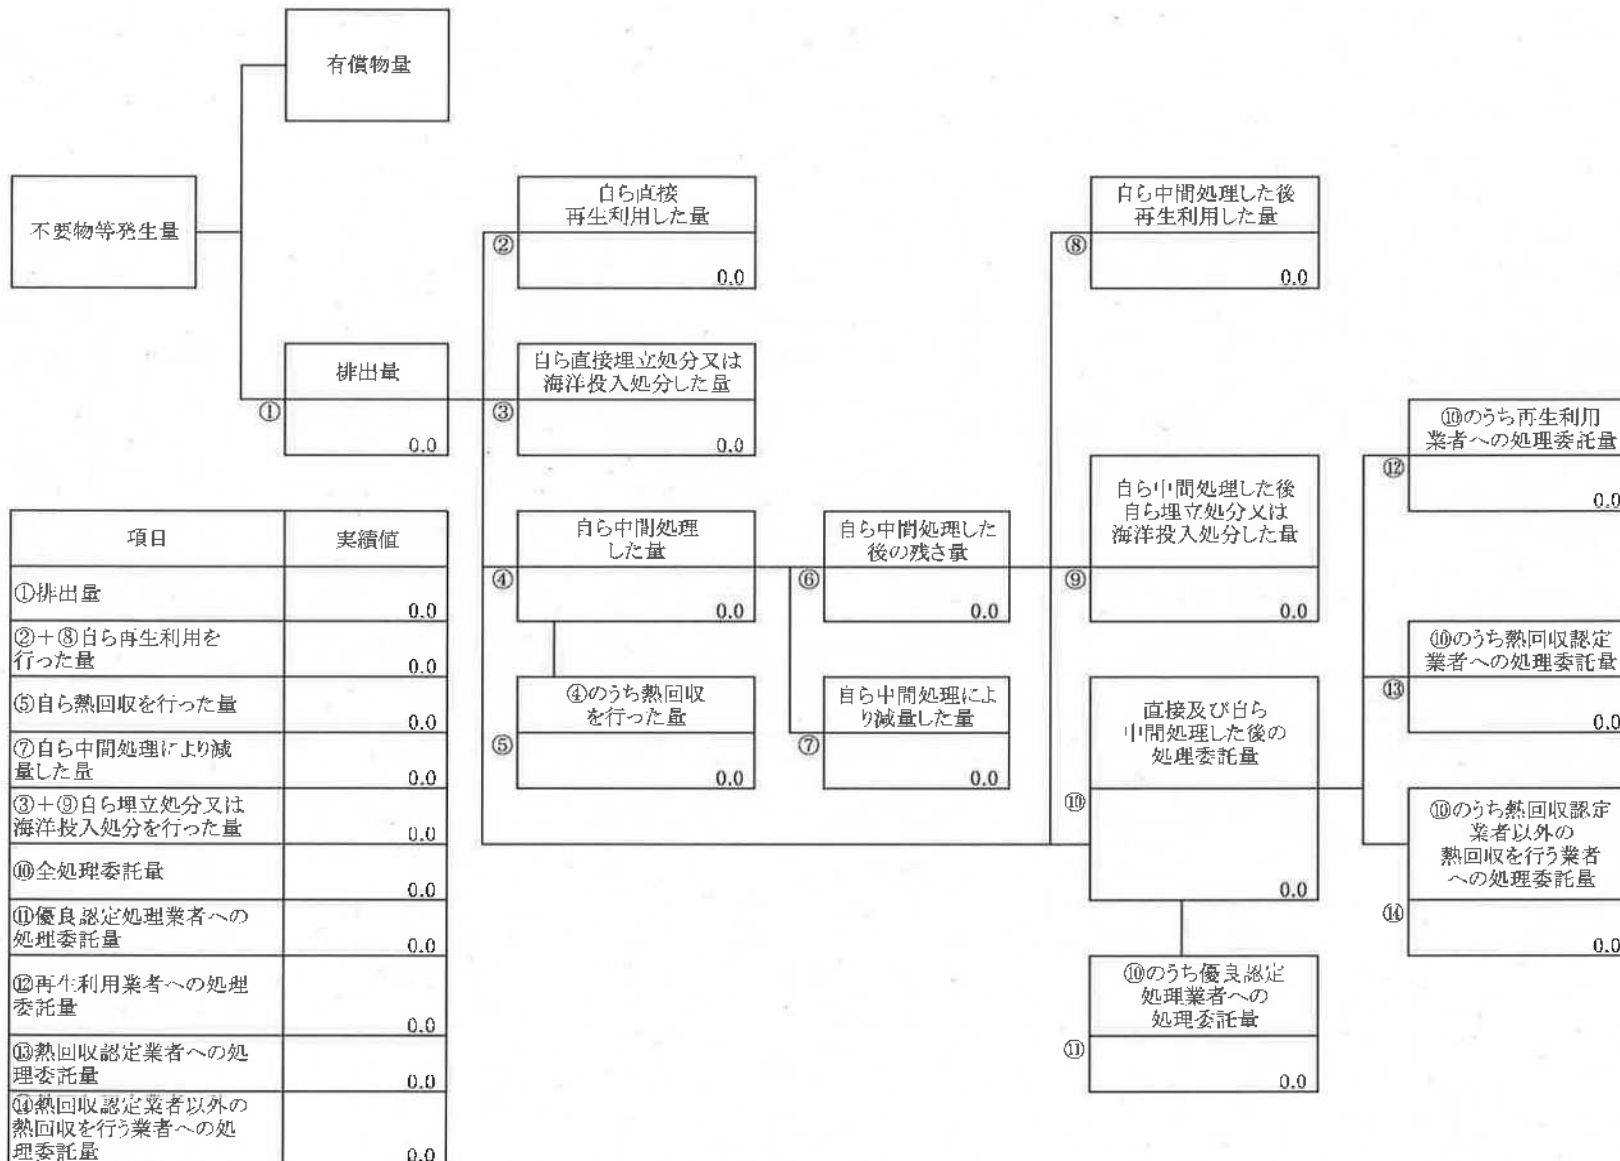 有償物量
不要物等発生量
排出量
①
0.0
自ら直接
再生利用した量
②
0.0
自ら直接埋立処分又は
海洋投入処分した量
③
0.0
自ら中間処理
した量
④
0.0
④のうち熱回収
を行った量
⑤
0.0
自ら中間処理した
後の残さ量
⑥
0.0
自ら中間処理によ
り減量した量
⑦
0.0
自ら中間処理した後
再生利用した量
⑧
0.0
自ら中間処理した後
自ら埋立処分又は
海洋投入処分した量
⑨
0.0
直接及び自ら
中間処理した後の
処理委託量
⑩
0.0
⑩のうち優良認定
処理業者への
処理委託量
⑪
0.0
⑩のうち再生利用
業者への処理委託量
⑫
0.0
⑩のうち熱回収認定
業者への処理委託量
⑬
0.0
⑩のうち熱回収認定
業者以外の
熱回収を行う業者
への処理委託量
⑭
0.0
項目 実績値
①排出量
0.0
②+⑧自ら再生利用を
行った量
0.0
⑤自ら熱回収を行った量
0.0
⑦自ら中間処理により減
量した量
0.0
③+⑨自ら埋立処分又は
海洋投入処分を行った量
0.0
⑩全処理委託量
0.0
⑪優良認定処理業者への
処理委託量
0.0
⑫再生利用業者への処理
委託量
0.0
⑬熱回収認定業者への処
理委託量
0.0
⑭熱回収認定業者以外の
熱回収を行う業者への処
理委託量
0.0